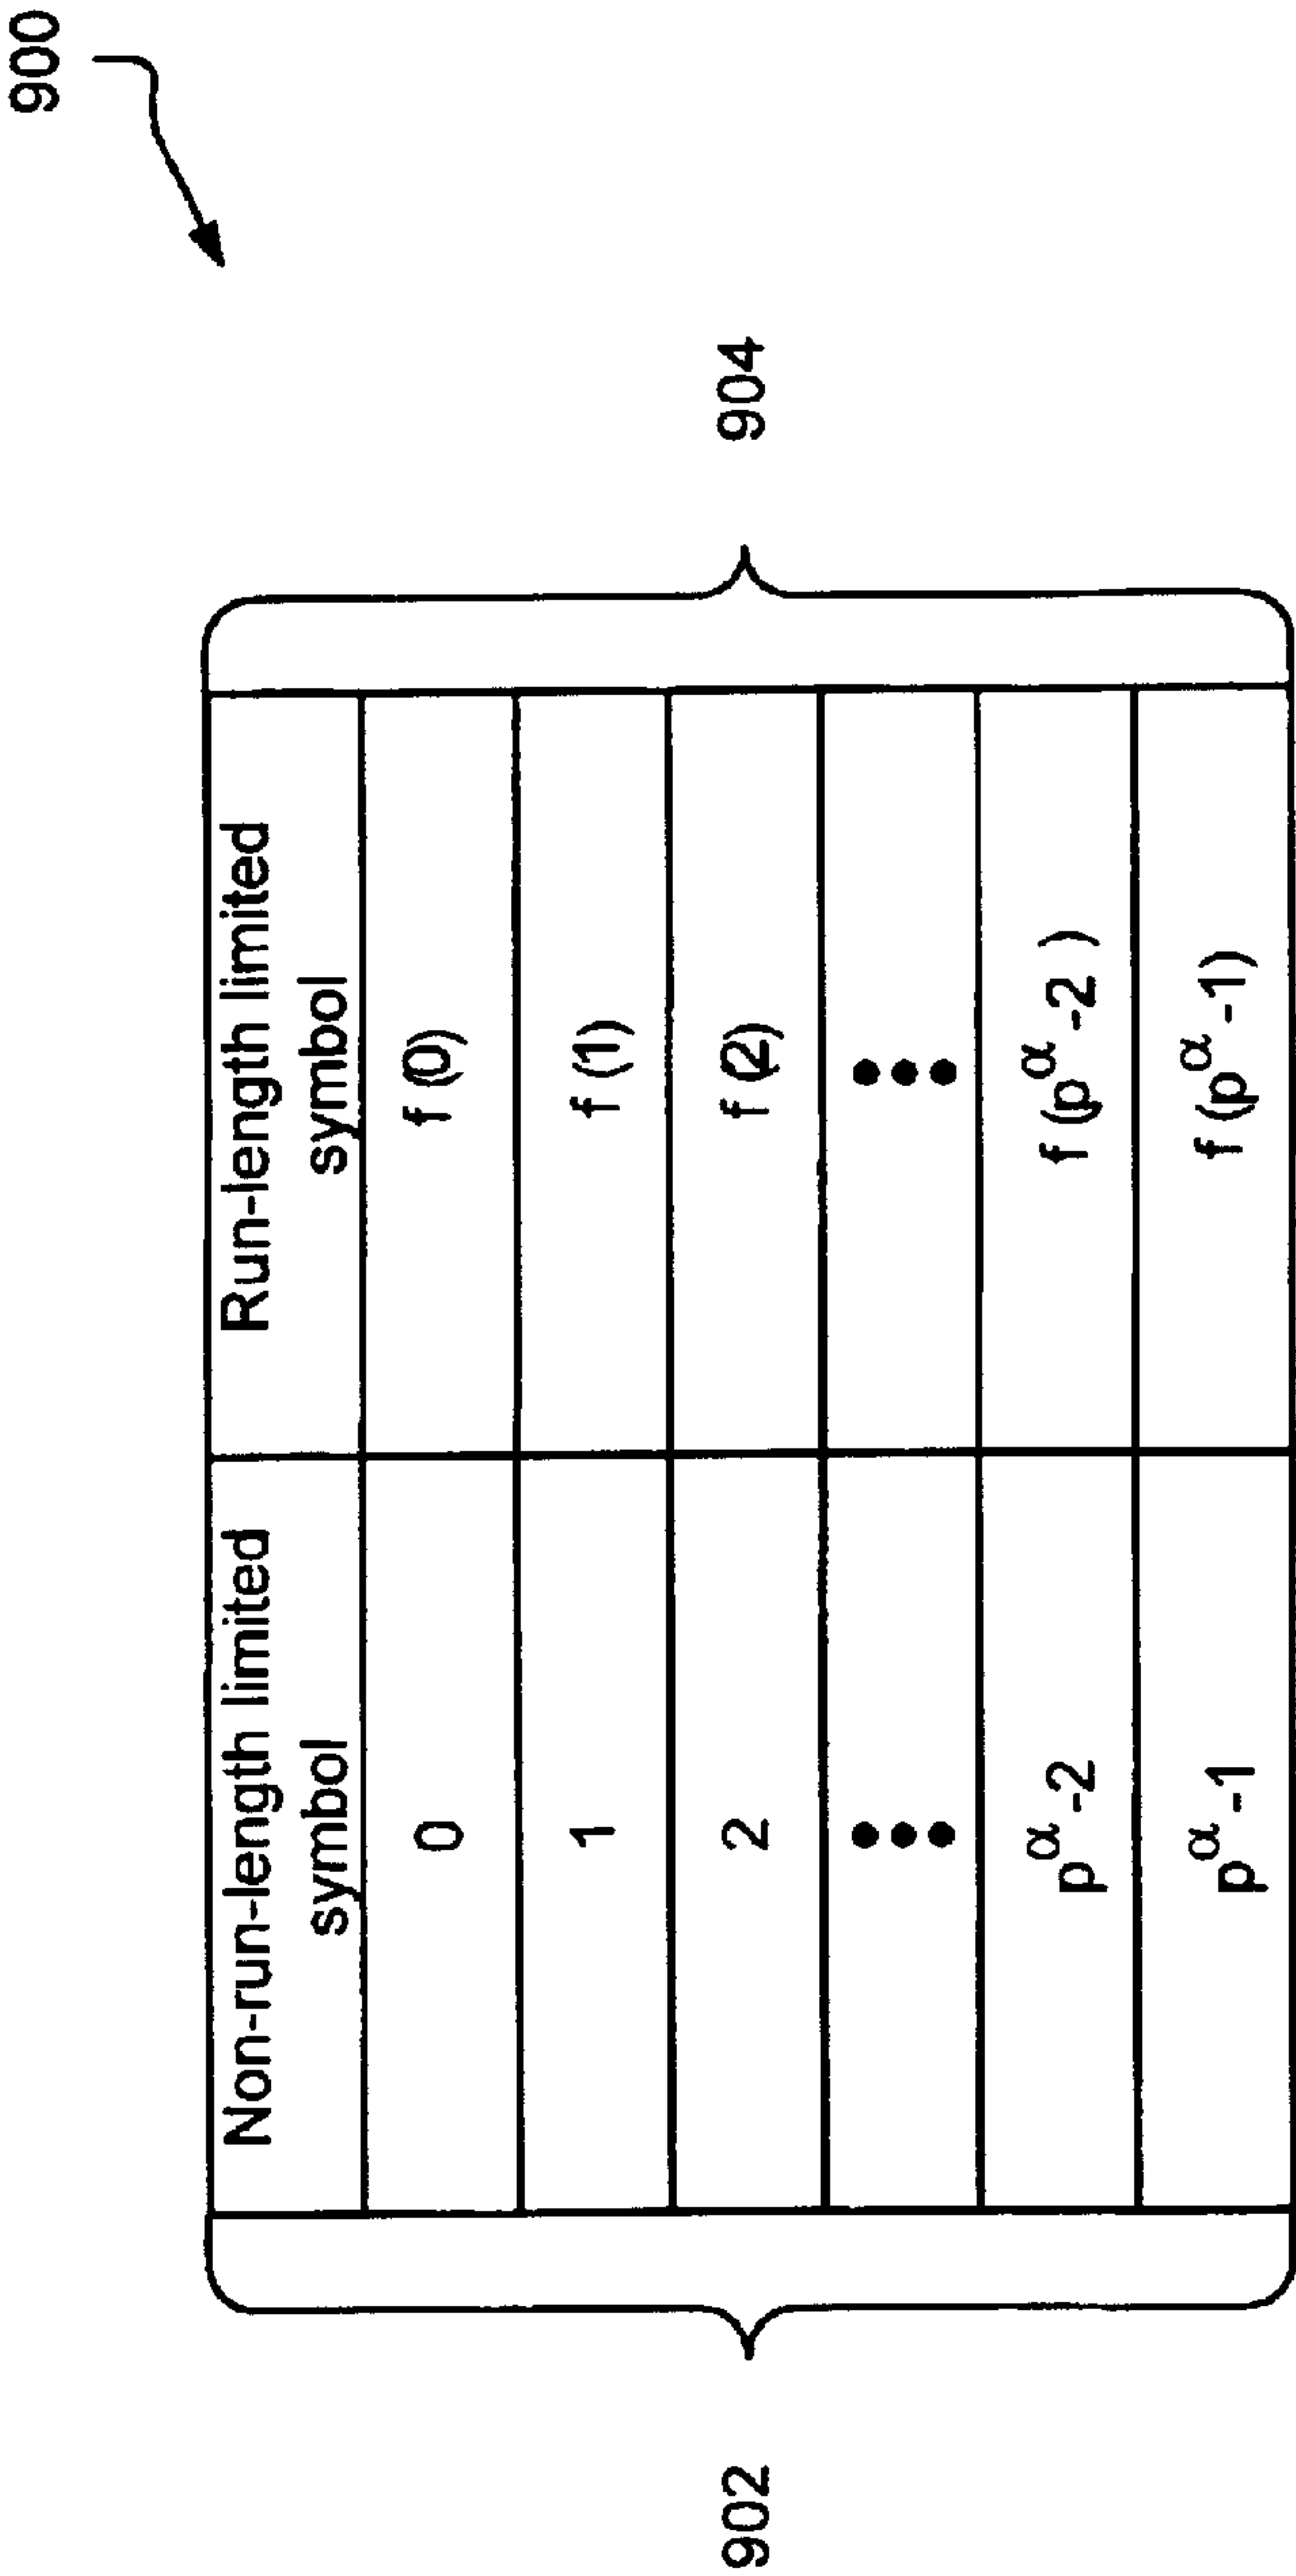 900
902
904
Non-run-length limited
symbol
Run-length limited
symbol
0
f (0)
1
f (1)
2
f (2)
•••
•••
p^α-2
f (p^α-2 )
p^α-1
f (p^α-1)